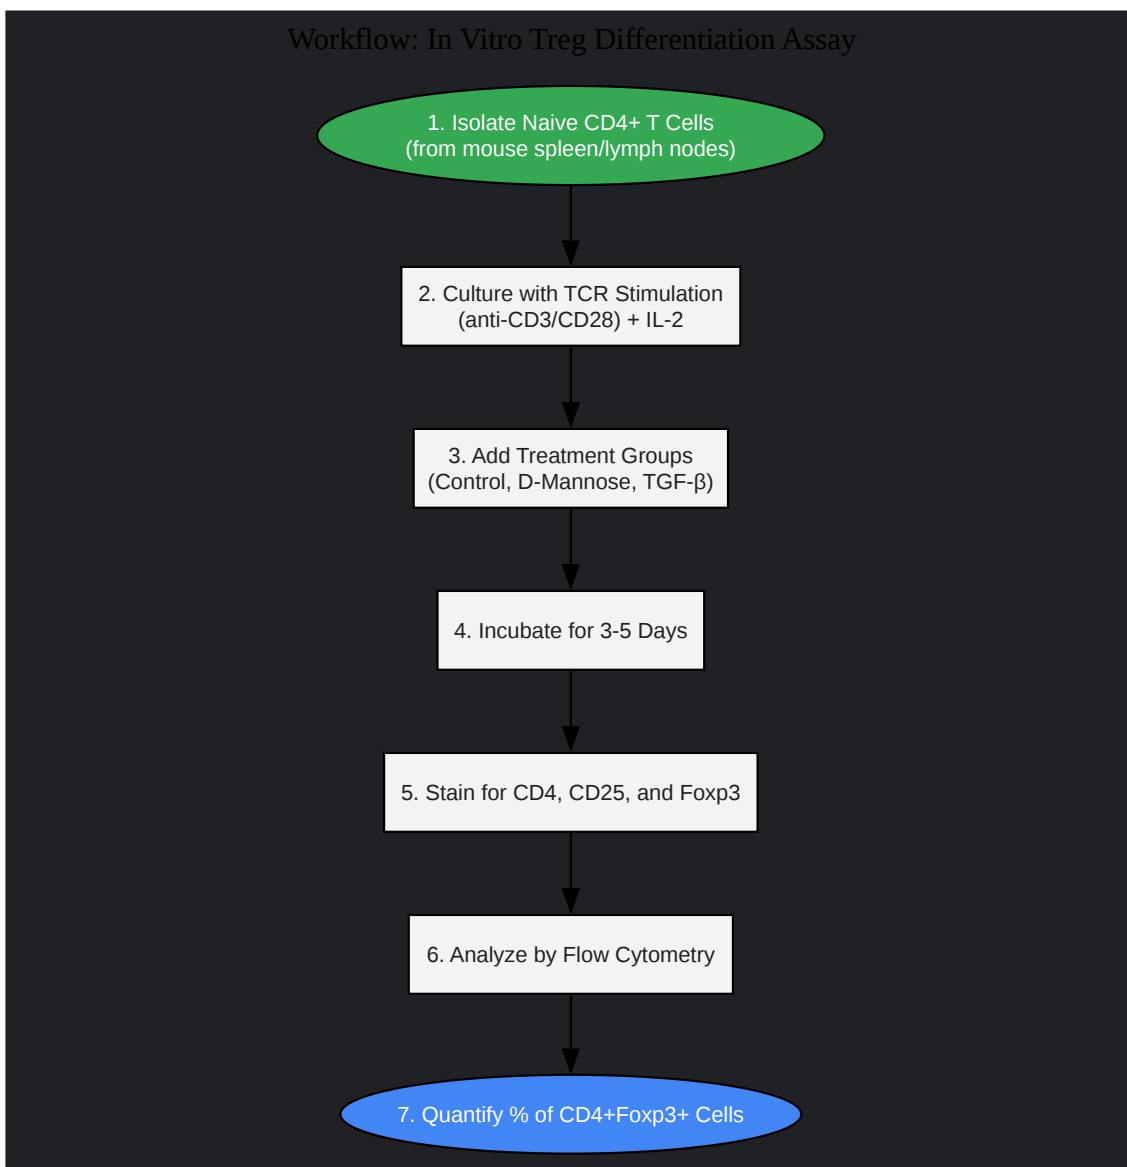 Workflow: In Vitro Treg Differentiation Assay
1. Isolate Naive CD4+ T Cells
(from mouse spleen/lymph nodes)
2. Culture with TCR Stimulation
(anti-CD3/CD28) + IL-2
3. Add Treatment Groups
(Control, D-Mannose, TGF-β)
4. Incubate for 3-5 Days
5. Stain for CD4, CD25, and Foxp3
6. Analyze by Flow Cytometry
7. Quantify % of CD4+Foxp3+ Cells